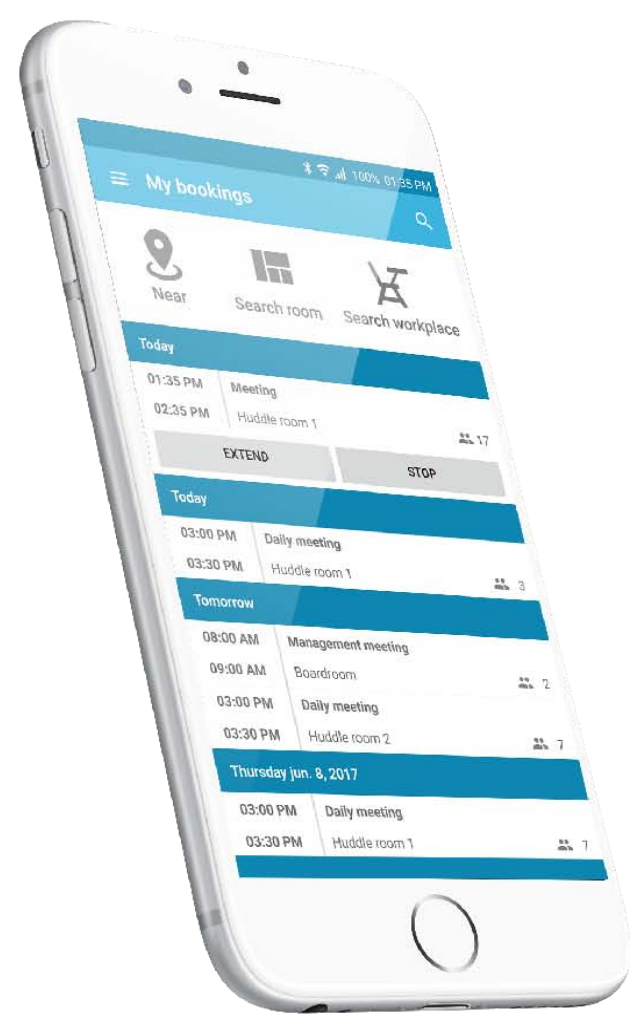 100% 01:35 PM
My bookings
Near
Search room
Search workplace
Today
01:35 PM Meeting
02:35 PM Huddle room 1
17
EXTEND
STOP
Today
03:00 PM Daily meeting
03:30 PM Huddle room 1
3
Tomorrow
08:00 AM Management meeting
09:00 AM Boardroom
2
03:00 PM Daily meeting
03:30 PM Huddle room 2
7
Thursday jun. 8, 2017
03:00 PM Daily meeting
03:30 PM Huddle room 1
7